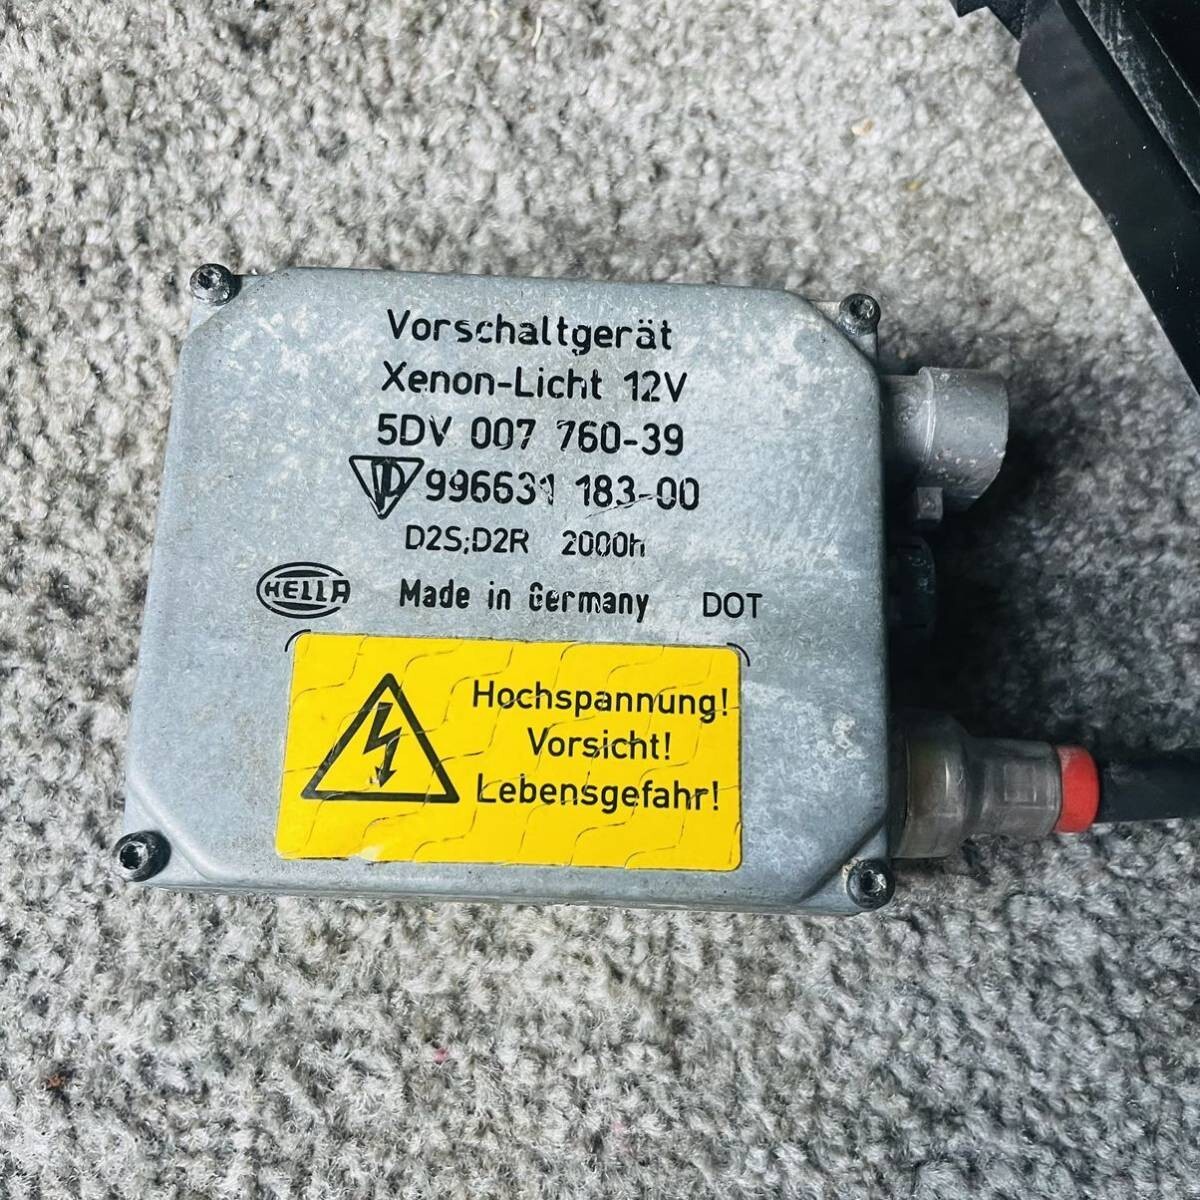 Vorschaltgerät
Xenon-Licht 12V
5DV 007 760-39
996631 183-00
D2S;D2R 2000h
HELLA Made in Germany DOT
Hochspannung!
Vorsicht!
Lebensgefahr!